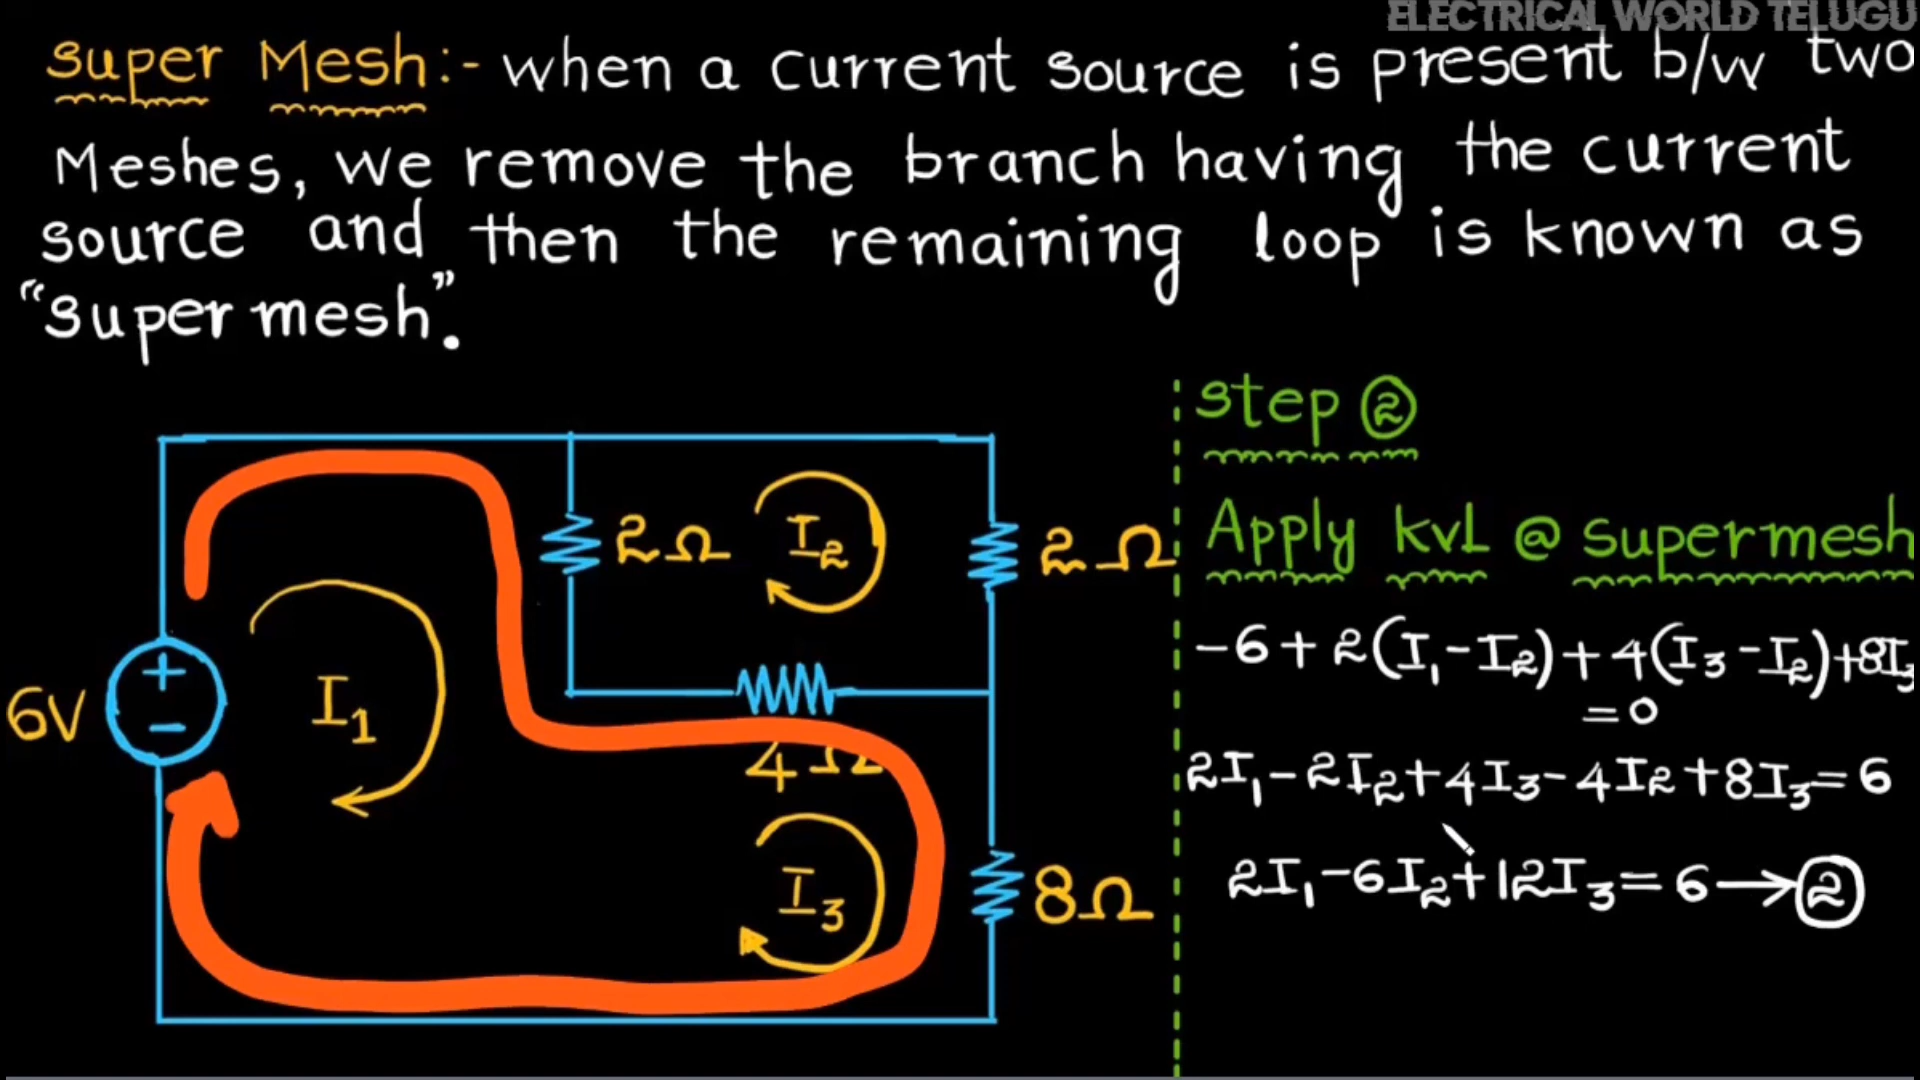 ELECTRICAL WORLD TELUGU
Super Mesh:- when a current source is present b/w two
Meshes, we remove the branch having the current
source and then the remaining loop is known as
"super mesh".
step ②
Apply KVL @ supermesh
-6+2(I₁-I₂)+4(I₃-I₂)+8I₃
=0
2I₁-2I₂+4I₃-4I₂+8I₃=6
2I₁-6I₂+12I₃=6→②
2Ω
I₂
2Ω
6V
+
-
I₁
4Ω
I₃
8Ω